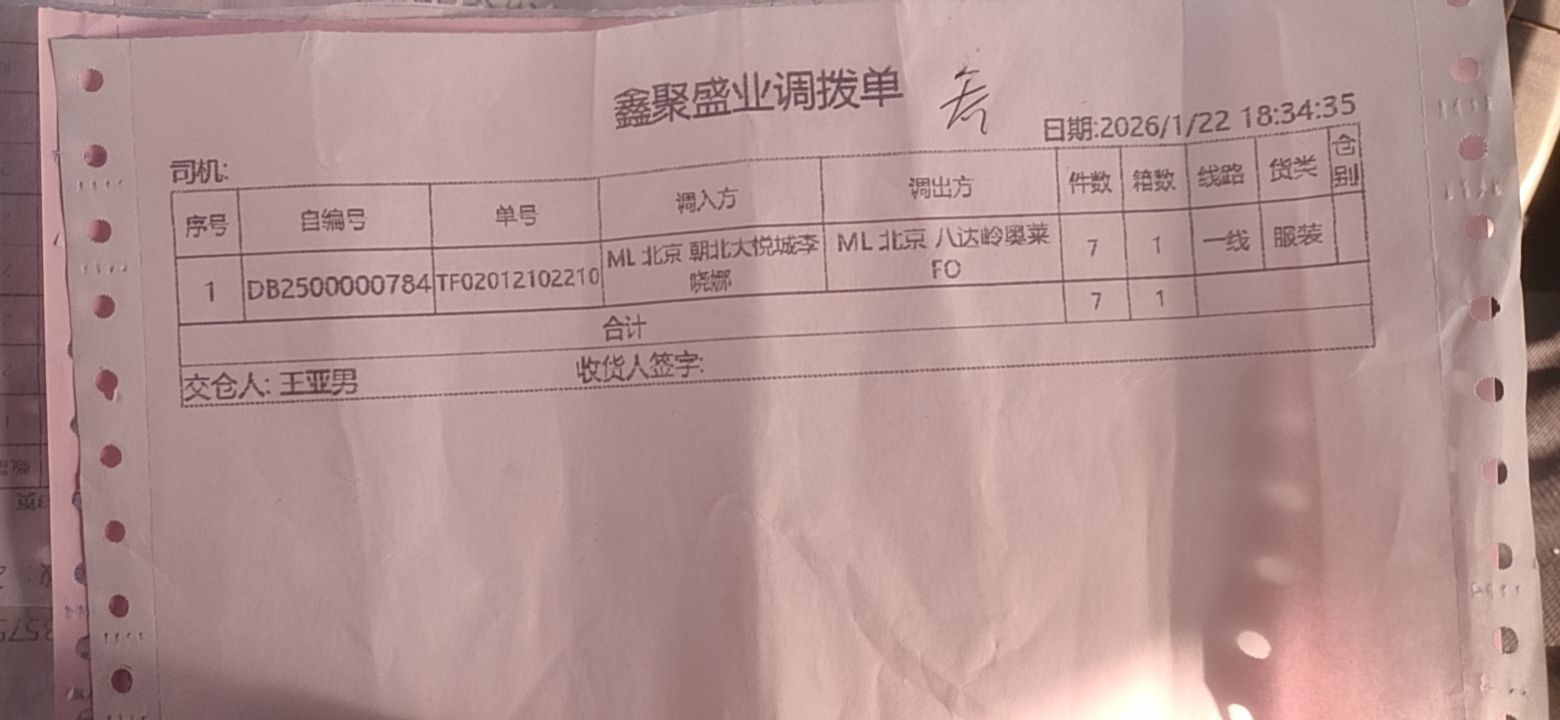 鑫聚盛业调拨单
日期:2026/1/22 18:34:35
司机:
序号 自编号 单号 调入方 调出方 件数 箱数 线路 货类 仓别
1 DB2500000784 TF02012102210 ML 北京 朝北大悦城李晓娜 ML 北京 八达岭奥莱FO 7 1 一线 服装
合计 7 1
交仓人: 王亚男 收货人签字: